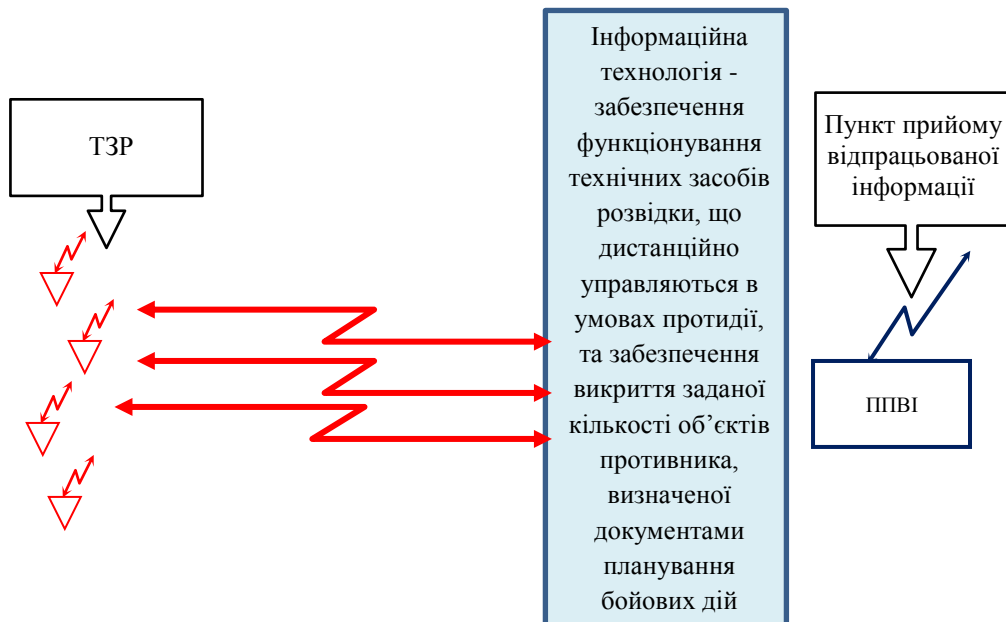 ТЗР
Інформаційна
технологія -
забезпечення
функціонування
технічних засобів
розвідки, що
дистанційно
управляються в
умовах протидії,
та забезпечення
викриття заданої
кількості об’єктів
противника,
визначеної
документами
планування
бойових дій
Пункт прийому
відпрацьованої
інформації
ППВІ